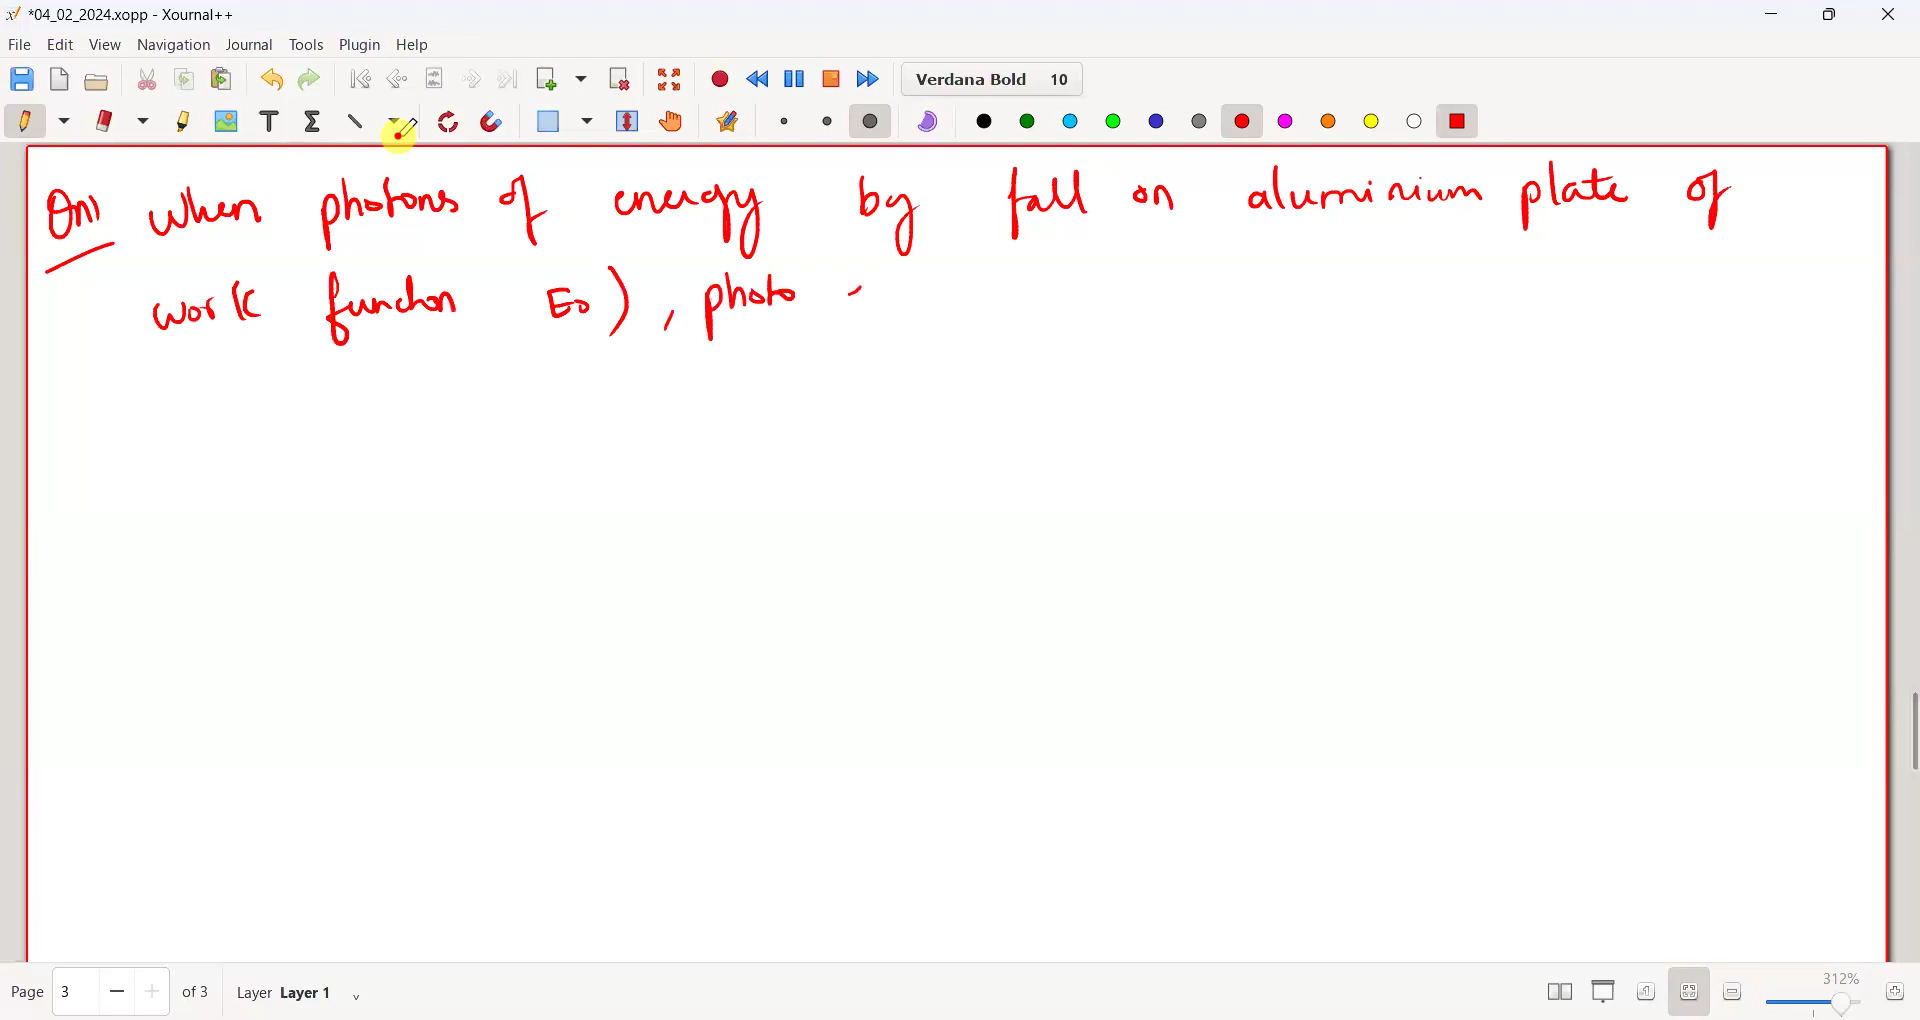 *04_02_2024.xopp - Xournal++
File Edit View Navigation Journal Tools Plugin Help
Verdana Bold 10
Qn) when photons of energy by fall on aluminium plate of
work function E0), photo
Page 3 of 3 Layer Layer 1
312%